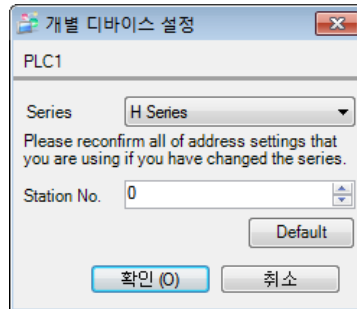 개별 디바이스 설정
PLC1
Series H Series
Please reconfirm all of address settings that
you are using if you have changed the series.
Station No. 0
Default
확인 (O) 취소